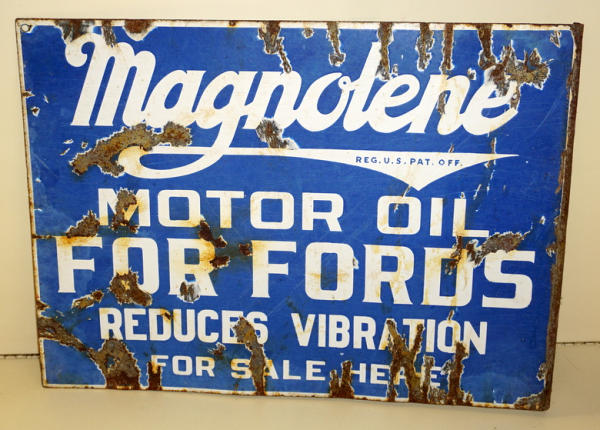 Magnolene
REG. U.S. PAT. OFF.
MOTOR OIL
FOR FORDS
REDUCES VIBRATION
FOR SALE HERE